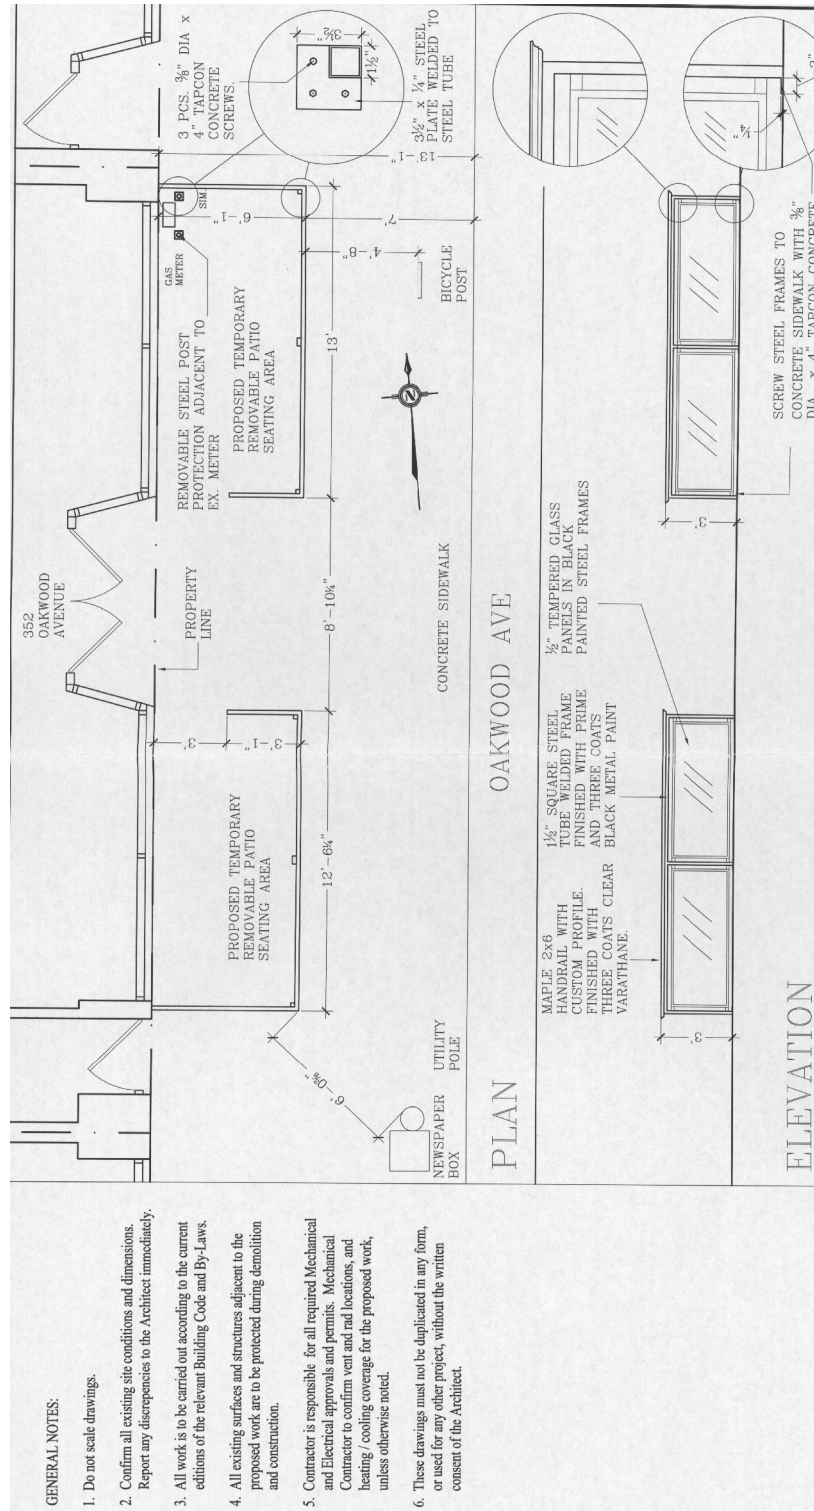 GENERAL NOTES:
1. Do not scale drawings.
2. Confirm all existing site conditions and dimensions.
Report any discrepencies to the Architect immediately.
3. All work is to be carried out according to the current
editions of the relevant Building Code and By-Laws.
4. All existing surfaces and structures adjacent to the
proposed work are to be protected during demolition
and construction.
5. Contractor is responsible for all required Mechanical
and Electrical approvals and permits. Mechanical
Contractor to confirm vent and rad locations, and
heating / cooling coverage for the proposed work,
unless otherwise noted.
6. These drawings must not be duplicated in any form,
or used for any other project, without the written
consent of the Architect.
352
OAKWOOD
AVENUE
PROPERTY
LINE
3 PCS. ⅜" DIA x
4" TAPCON
CONCRETE
SCREWS.
3½"
1½"
3½" x ¼" STEEL
PLATE WELDED TO
STEEL TUBE
GAS
METER
SIM.
REMOVABLE STEEL POST
PROTECTION ADJACENT TO
EX. METER
PROPOSED TEMPORARY
REMOVABLE PATIO
SEATING AREA
PROPOSED TEMPORARY
REMOVABLE PATIO
SEATING AREA
3'
3'-1"
6'-1"
13'-1"
7'
4'-8"
12'-6¼"
8'-10¼"
13'
6'-0⅜"
NEWSPAPER
BOX
UTILITY
POLE
CONCRETE SIDEWALK
N
BICYCLE
POST
PLAN
OAKWOOD AVE
MAPLE 2x6
HANDRAIL WITH
CUSTOM PROFILE.
FINISHED WITH
THREE COATS CLEAR
VARATHANE.
1½" SQUARE STEEL
TUBE WELDED FRAME
FINISHED WITH PRIME
AND THREE COATS
BLACK METAL PAINT
½" TEMPERED GLASS
PANELS IN BLACK
PAINTED STEEL FRAMES
3'
3'
¼"
2"
SCREW STEEL FRAMES TO
CONCRETE SIDEWALK WITH ⅜"
DIA. x 4" TAPCON CONCRETE
ELEVATION